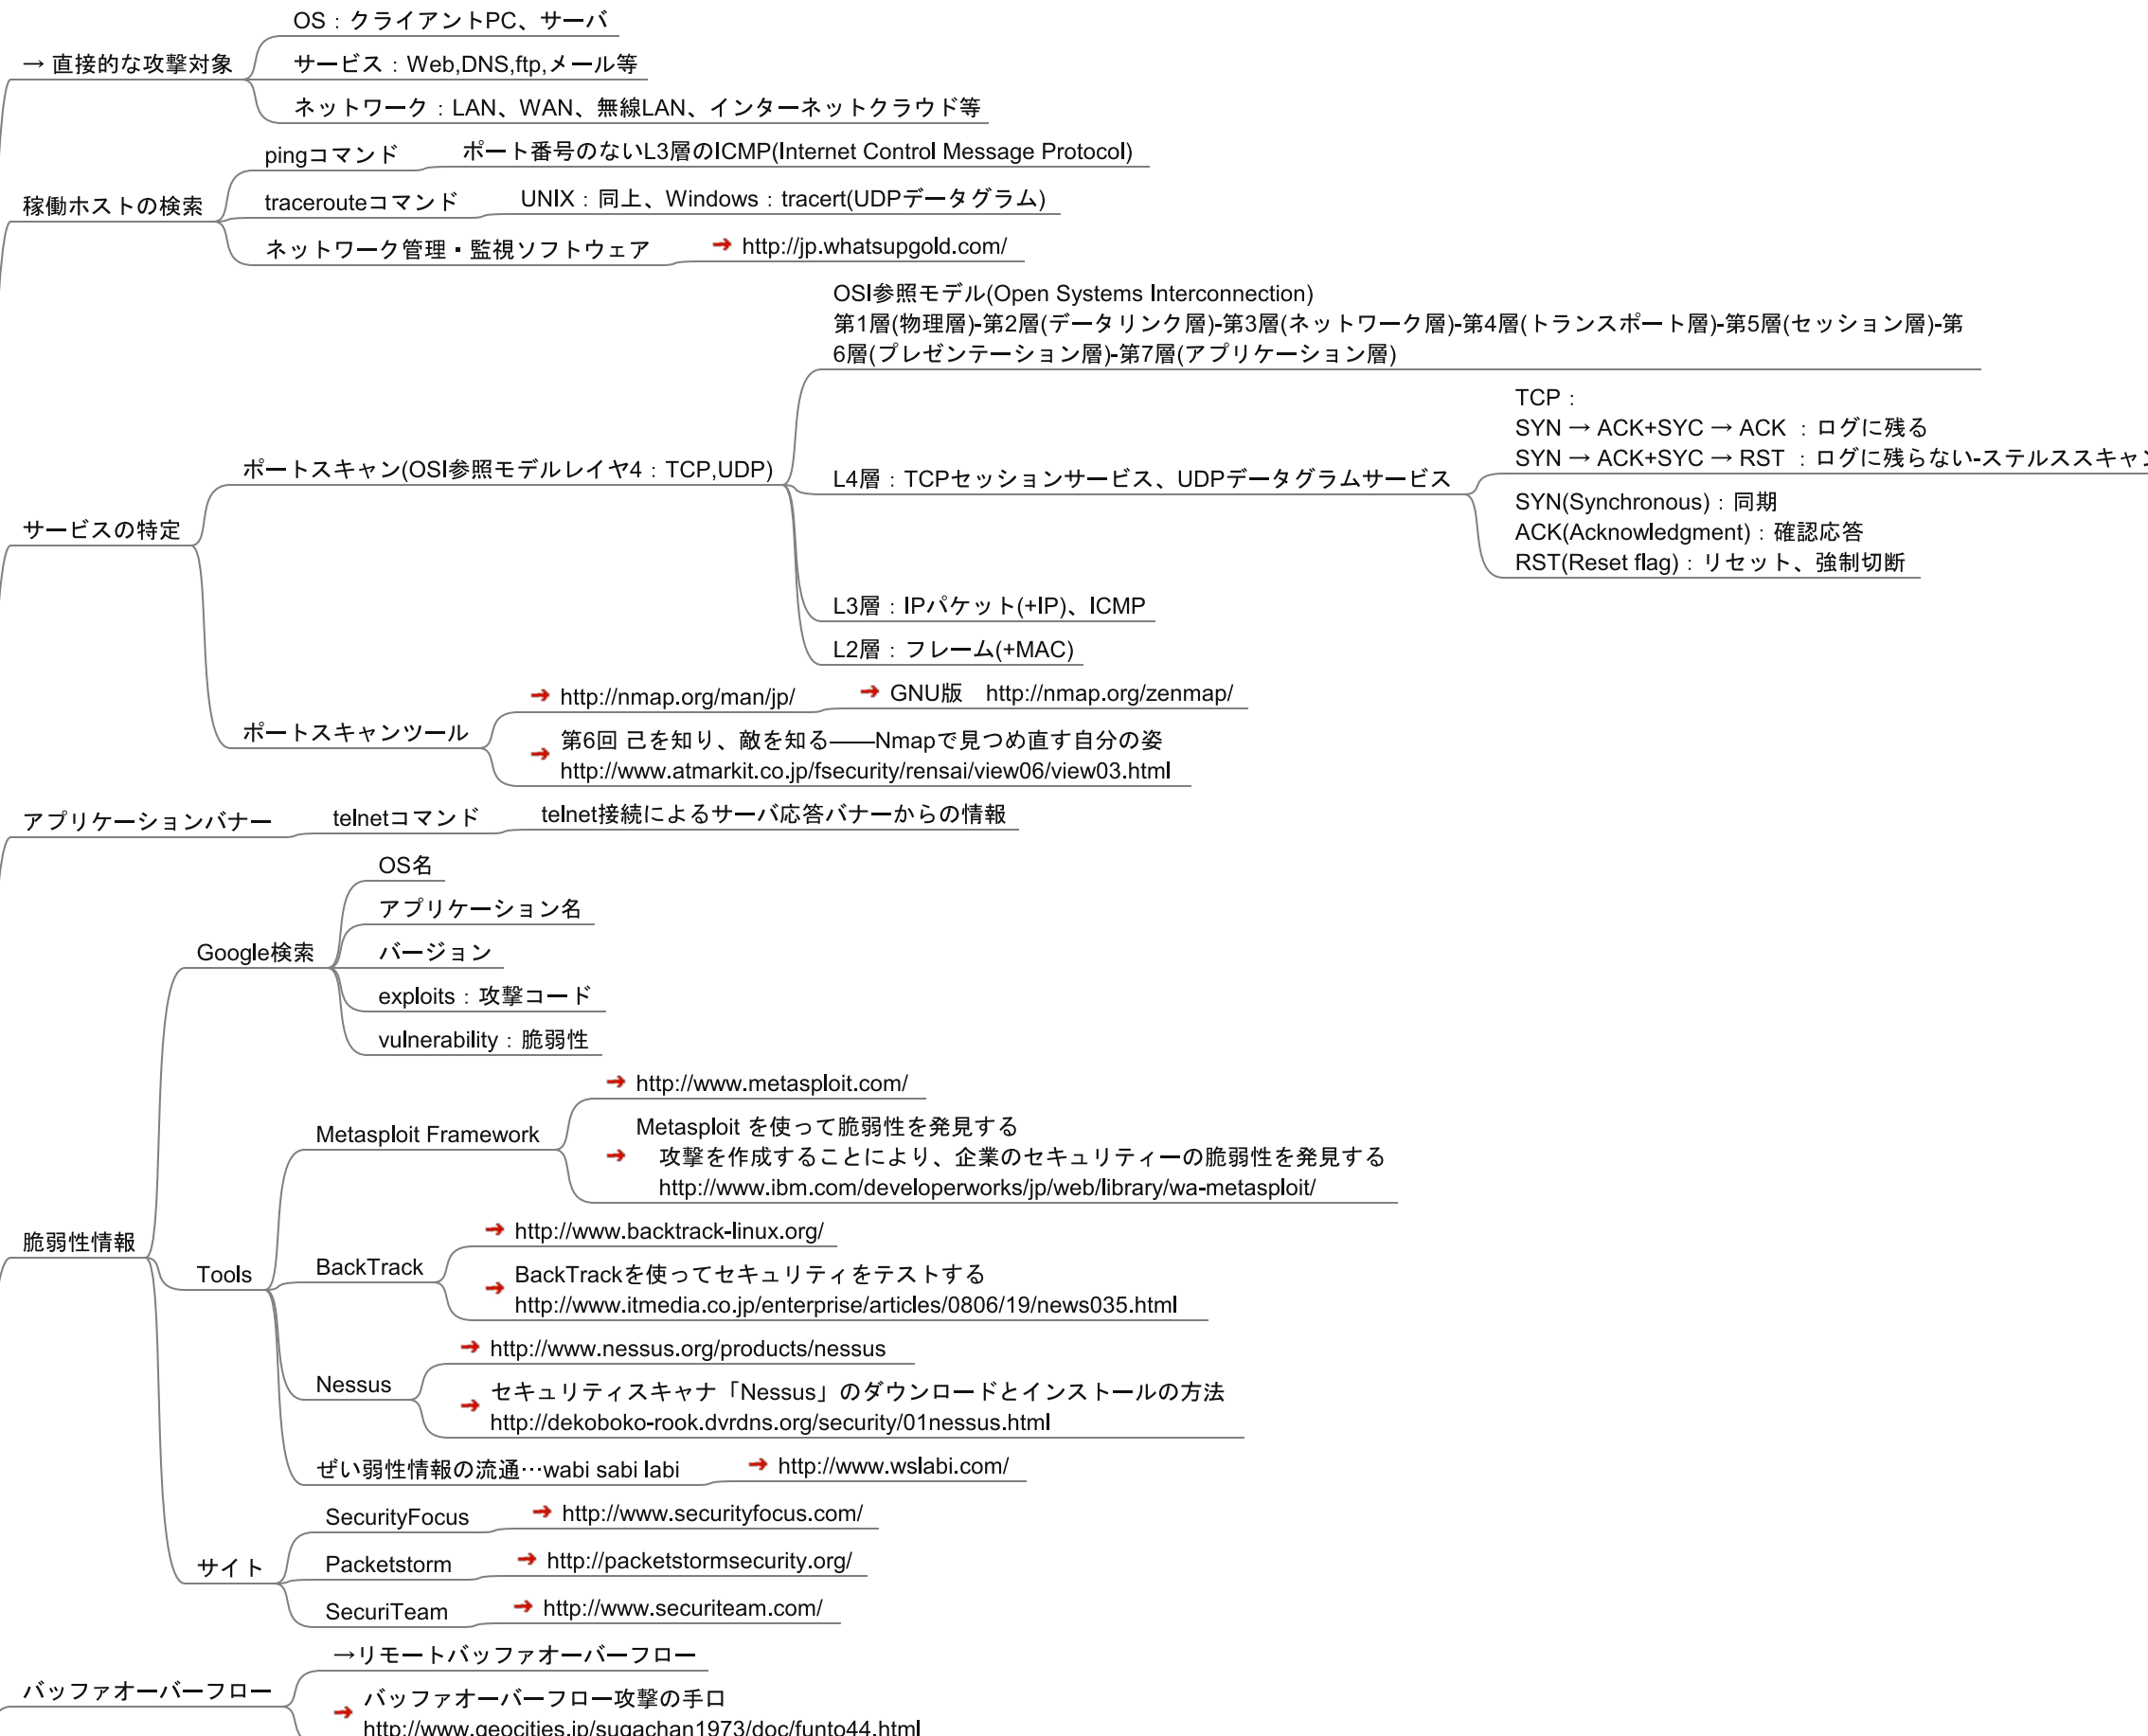 OS：クライアントPC、サーバ
→ 直接的な攻撃対象
サービス：Web,DNS,ftp,メール等
ネットワーク：LAN、WAN、無線LAN、インターネットクラウド等
pingコマンド
ポート番号のないL3層のICMP(Internet Control Message Protocol)
稼働ホストの検索
tracerouteコマンド
UNIX：同上、Windows：tracert(UDPデータグラム)
ネットワーク管理・監視ソフトウェア
http://jp.whatsupgold.com/
OSI参照モデル(Open Systems Interconnection)
第1層(物理層)-第2層(データリンク層)-第3層(ネットワーク層)-第4層(トランスポート層)-第5層(セッション層)-第
6層(プレゼンテーション層)-第7層(アプリケーション層)
TCP：
SYN → ACK+SYC → ACK ：ログに残る
SYN → ACK+SYC → RST ：ログに残らない-ステルススキャン
ポートスキャン(OSI参照モデルレイヤ4：TCP,UDP)
L4層：TCPセッションサービス、UDPデータグラムサービス
SYN(Synchronous)：同期
ACK(Acknowledgment)：確認応答
RST(Reset flag)：リセット、強制切断
サービスの特定
L3層：IPパケット(+IP)、ICMP
L2層：フレーム(+MAC)
http://nmap.org/man/jp/
GNU版　http://nmap.org/zenmap/
ポートスキャンツール
第6回 己を知り、敵を知る——Nmapで見つめ直す自分の姿
http://www.atmarkit.co.jp/fsecurity/rensai/view06/view03.html
アプリケーションバナー
telnetコマンド
telnet接続によるサーバ応答バナーからの情報
OS名
アプリケーション名
Google検索
バージョン
exploits：攻撃コード
vulnerability：脆弱性
http://www.metasploit.com/
Metasploit Framework
Metasploit を使って脆弱性を発見する
攻撃を作成することにより、企業のセキュリティーの脆弱性を発見する
http://www.ibm.com/developerworks/jp/web/library/wa-metasploit/
脆弱性情報
Tools
http://www.backtrack-linux.org/
BackTrack
BackTrackを使ってセキュリティをテストする
http://www.itmedia.co.jp/enterprise/articles/0806/19/news035.html
http://www.nessus.org/products/nessus
Nessus
セキュリティスキャナ「Nessus」のダウンロードとインストールの方法
http://dekoboko-rook.dvrdns.org/security/01nessus.html
ぜい弱性情報の流通…wabi sabi labi
http://www.wslabi.com/
SecurityFocus
http://www.securityfocus.com/
サイト
Packetstorm
http://packetstormsecurity.org/
SecuriTeam
http://www.securiteam.com/
→リモートバッファオーバーフロー
バッファオーバーフロー
バッファオーバーフロー攻撃の手口
http://www.geocities.jp/sugachan1973/doc/funto44.html